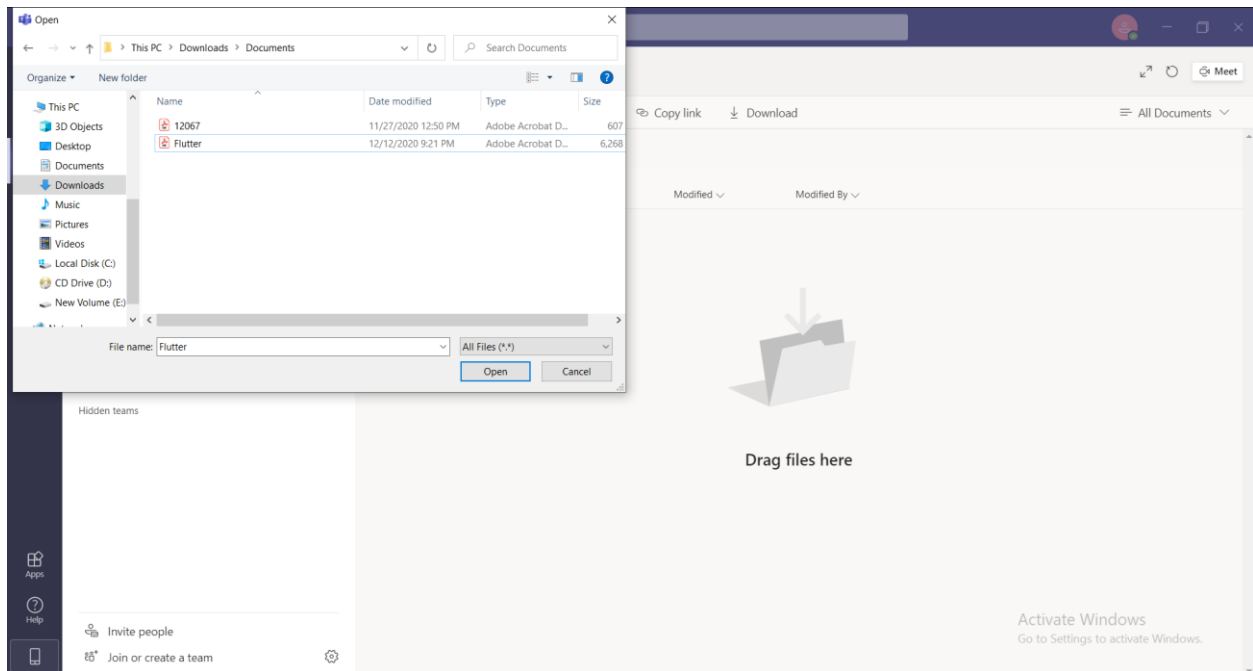 Open
This PC > Downloads > Documents
Search Documents
Organize
New folder
Name
Date modified
Type
Size
This PC
3D Objects
Desktop
Documents
Downloads
Music
Pictures
Videos
Local Disk (C:)
CD Drive (D:)
New Volume (E:)
12067 11/27/2020 12:50 PM Adobe Acrobat D... 607
Flutter 12/12/2020 9:21 PM Adobe Acrobat D... 6,268
File name: Flutter
All Files (*.*)
Open
Cancel
Meet
Copy link
Download
All Documents
Modified
Modified By
Drag files here
Hidden teams
Apps
Help
Invite people
Join or create a team
Activate Windows
Go to Settings to activate Windows.